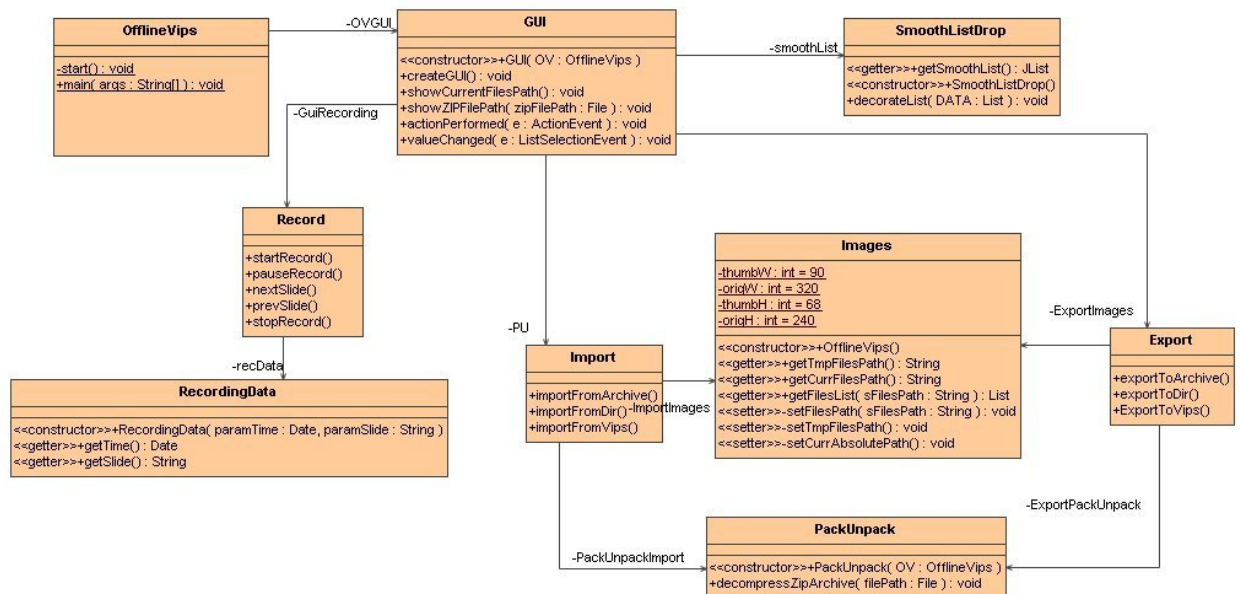 OfflineVips
-start() : void
+main( args : String[] ) : void
-OVGUI
GUI
<<constructor>>+GUI( OV : OfflineVips )
+createGUI() : void
+showCurrentFilesPath() : void
+showZIPFilePath( zipFilePath : File ) : void
+actionPerformed( e : ActionEvent ) : void
+valueChanged( e : ListSelectionEvent ) : void
-smoothList
SmoothListDrop
<<getter>>+getSmoothList() : JList
<<constructor>>+SmoothListDrop()
+decorateList( DATA : List ) : void
-GuiRecording
Record
+startRecord()
+pauseRecord()
+nextSlide()
+prevSlide()
+stopRecord()
-recData
RecordingData
<<constructor>>+RecordingData( paramTime : Date, paramSlide : String )
<<getter>>+getTime() : Date
<<getter>>+getSlide() : String
-PU
Import
+importFromArchive()
+importFromDir()
+importFromVips()
-ImportImages
Images
-thumbW : int = 90
-origW : int = 320
-thumbH : int = 68
-origH : int = 240
<<constructor>>+OfflineVips()
<<getter>>+getTmpFilesPath() : String
<<getter>>+getCurrFilesPath() : String
<<getter>>+getFilesList( sFilesPath : String ) : List
<<setter>>-setFilesPath( sFilesPath : String ) : void
<<setter>>-setTmpFilesPath() : void
<<setter>>-setCurrAbsolutePath() : void
-ExportImages
Export
+exportToArchive()
+exportToDir()
+ExportToVips()
-ExportPackUnpack
-PackUnpackImport
PackUnpack
<<constructor>>+PackUnpack( OV : OfflineVips )
+decompressZipArchive( filePath : File ) : void